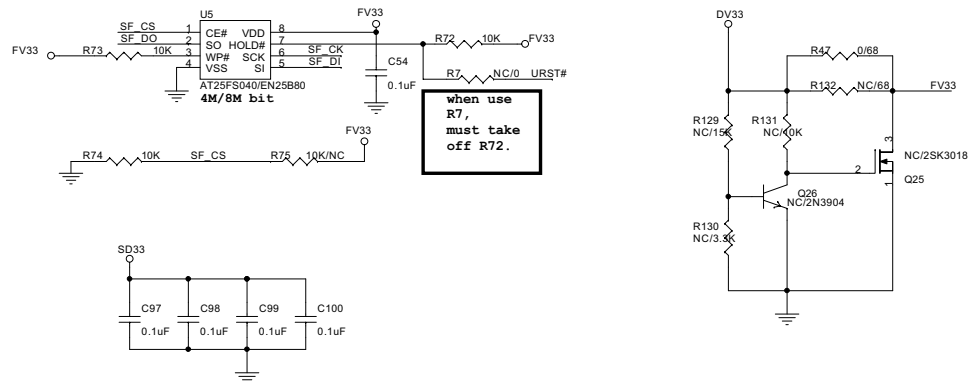 U5
FV33
DV33
SF_CS 1 CE# VDD 8
SF_DO 2 SO HOLD# 7 R72 10K FV33
FV33 R73 10K 3 WP# SCK 6 SF_CK
4 VSS SI 5 SF_DI
AT25FS040/EN25B80
4M/8M bit
C54
0.1uF
R7 NC/0 URST#
when use
R7,
must take
off R72.
R74 10K SF_CS R75 10K/NC
FV33
SD33
C97
0.1uF
C98
0.1uF
C99
0.1uF
C100
0.1uF
R47 0/68
R132 NC/68
FV33
R129
NC/15K
R131
NC/10K
3
NC/2SK3018
2
1
Q25
Q26
NC/2N3904
R130
NC/3.3K